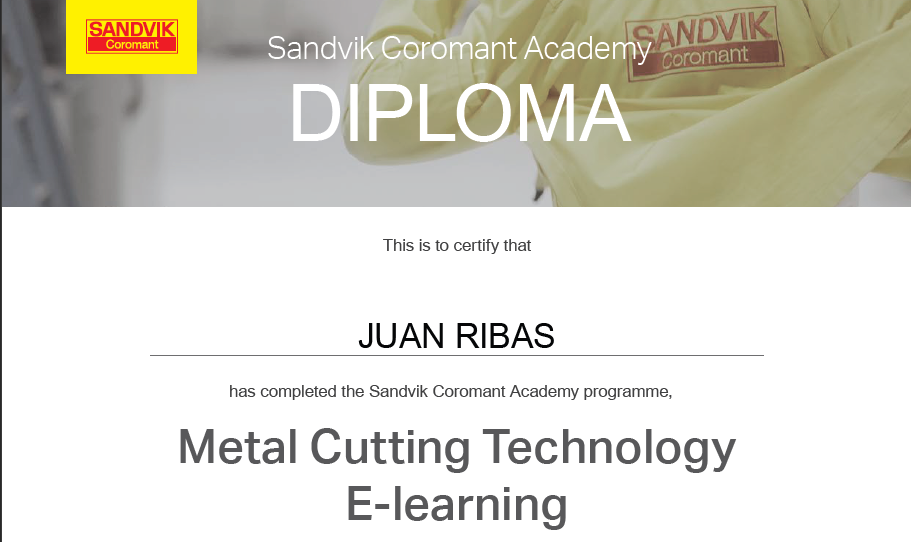 SANDVIK
Coromant
Sandvik Coromant Academy
SANDVIK
Coromant
DIPLOMA
This is to certify that
JUAN RIBAS
has completed the Sandvik Coromant Academy programme,
Metal Cutting Technology
E-learning